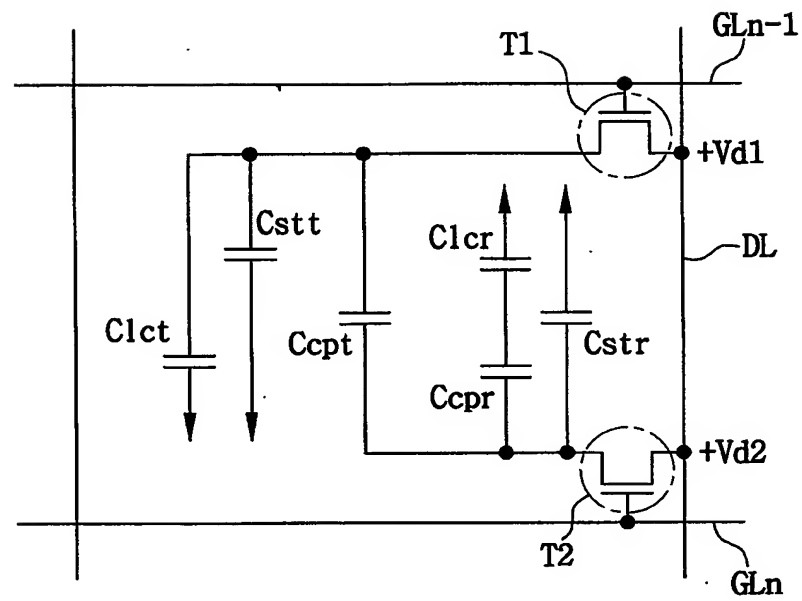 GLn-1
T1
+Vd1
Cstt
Clcr
DL
Clct
Ccpt
Cstr
Ccpr
+Vd2
T2
GLn